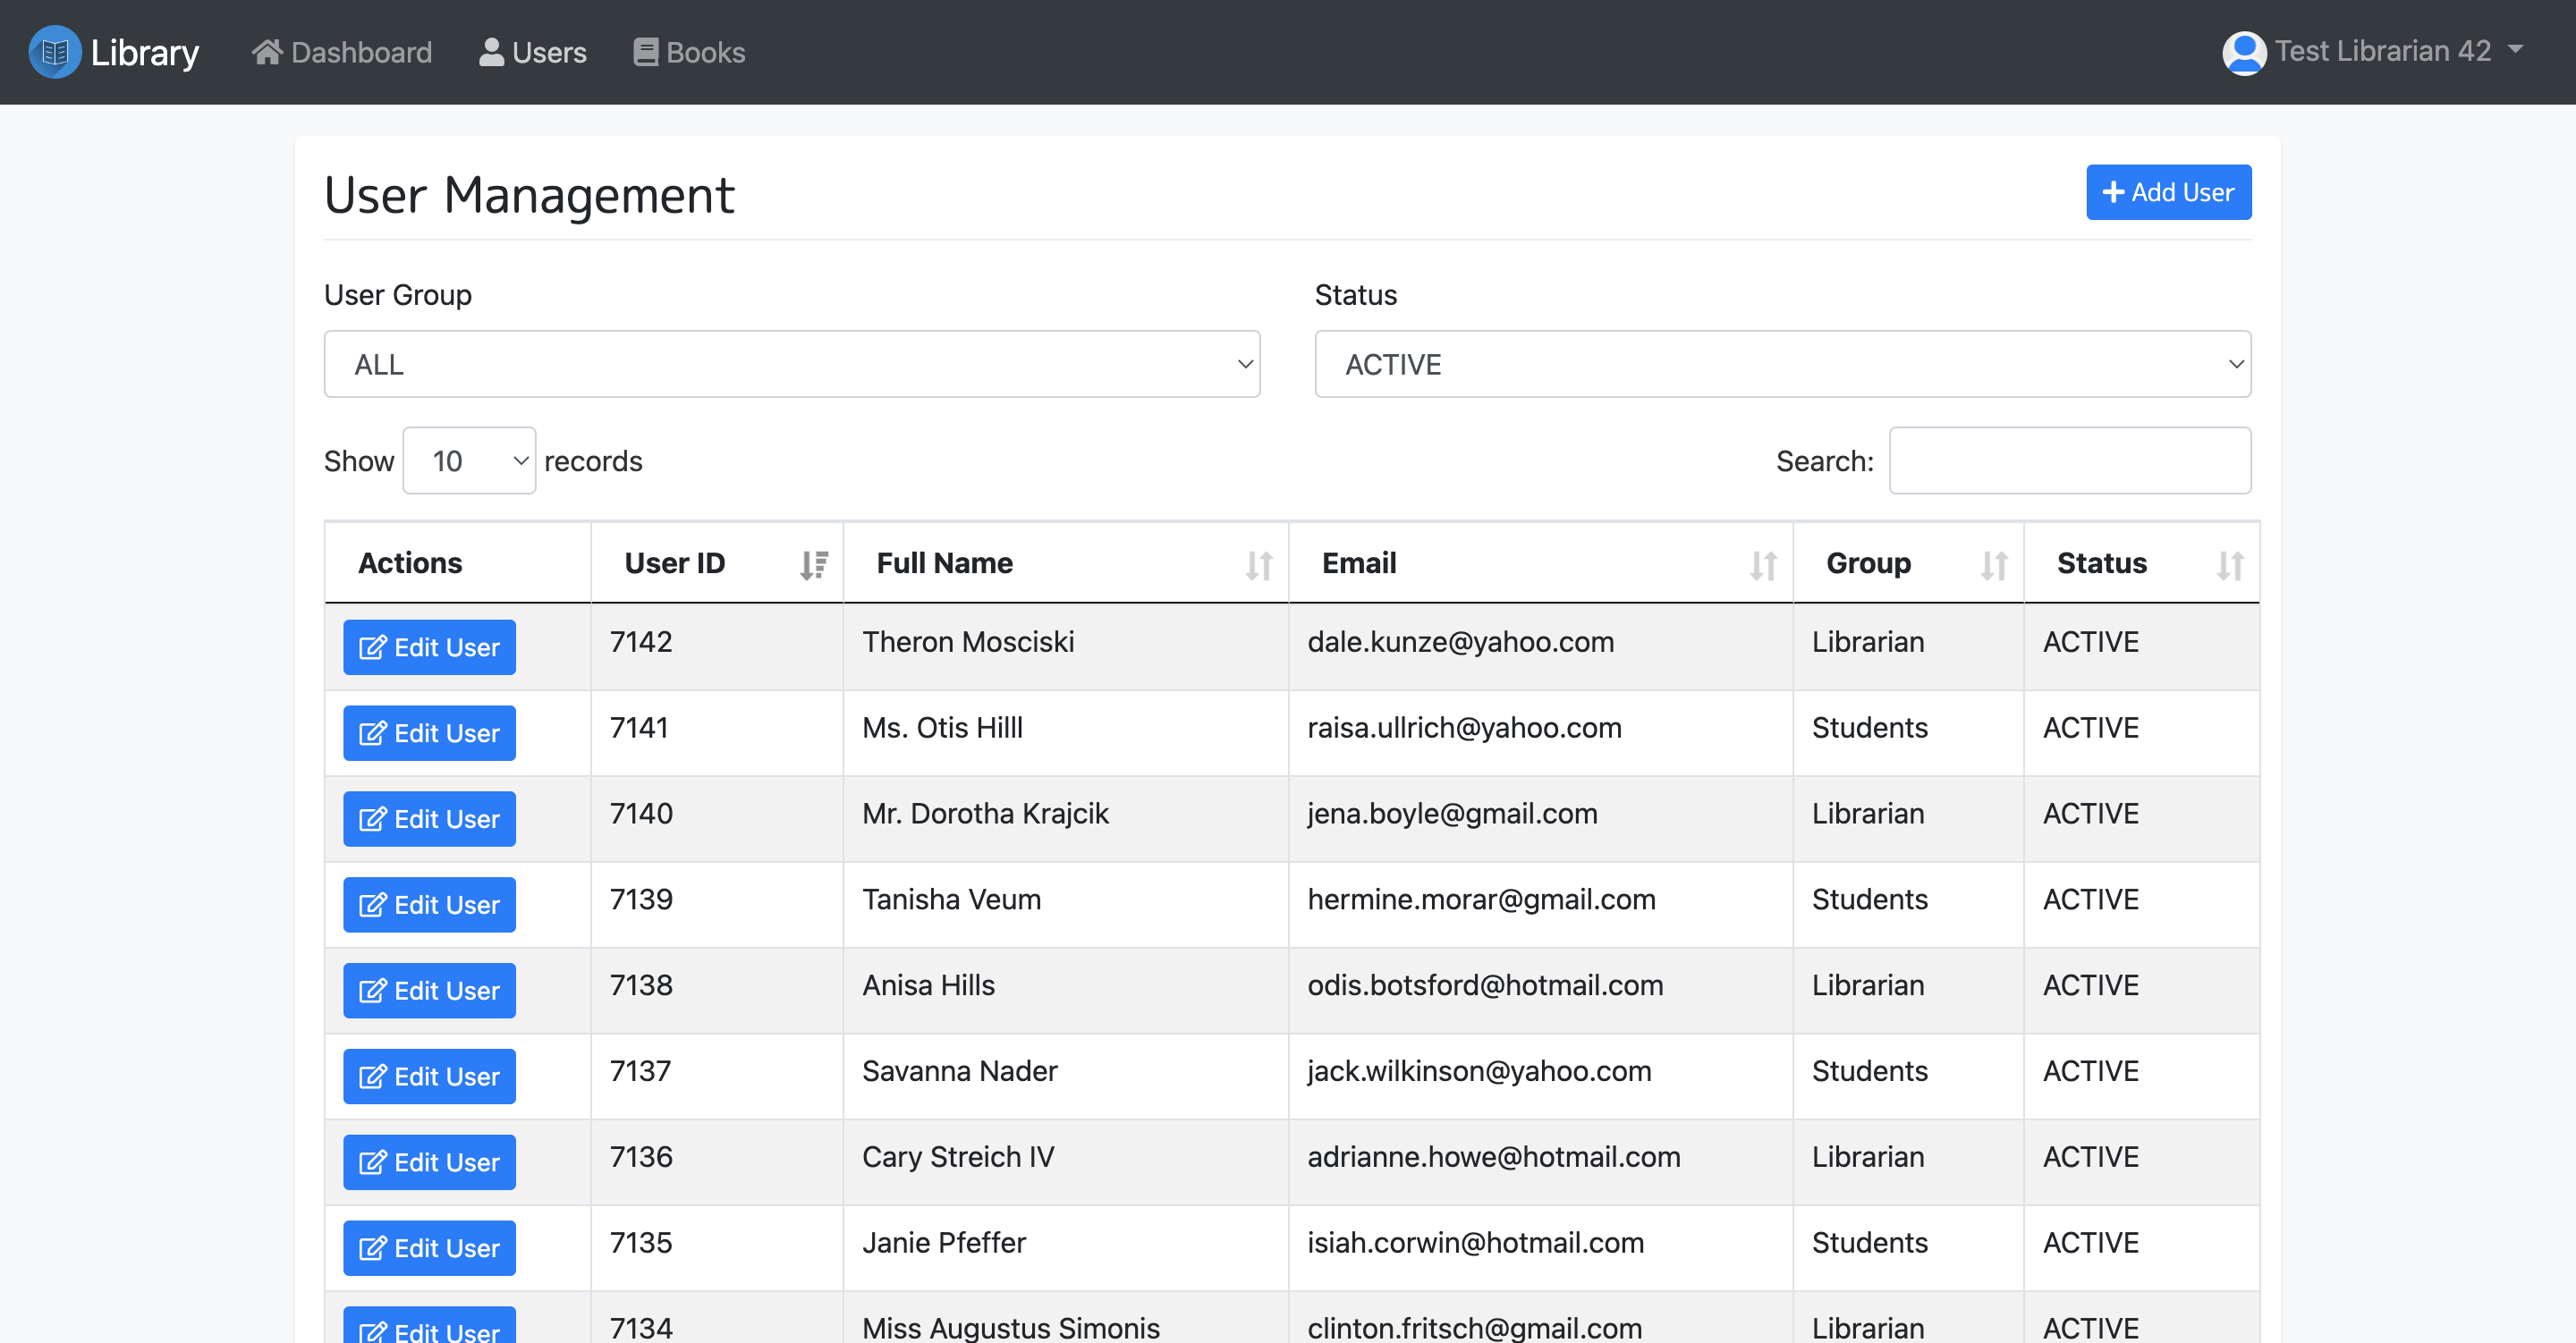 Library Dashboard Users Books Test Librarian 42
User Management + Add User
User Group Status
ALL ACTIVE
Show 10 records Search:
Actions User ID Full Name Email Group Status
Edit User 7142 Theron Mosciski dale.kunze@yahoo.com Librarian ACTIVE
Edit User 7141 Ms. Otis Hilll raisa.ullrich@yahoo.com Students ACTIVE
Edit User 7140 Mr. Dorotha Krajcik jena.boyle@gmail.com Librarian ACTIVE
Edit User 7139 Tanisha Veum hermine.morar@gmail.com Students ACTIVE
Edit User 7138 Anisa Hills odis.botsford@hotmail.com Librarian ACTIVE
Edit User 7137 Savanna Nader jack.wilkinson@yahoo.com Students ACTIVE
Edit User 7136 Cary Streich IV adrianne.howe@hotmail.com Librarian ACTIVE
Edit User 7135 Janie Pfeffer isiah.corwin@hotmail.com Students ACTIVE
Edit User 7134 Miss Augustus Simonis clinton.fritsch@gmail.com Librarian ACTIVE